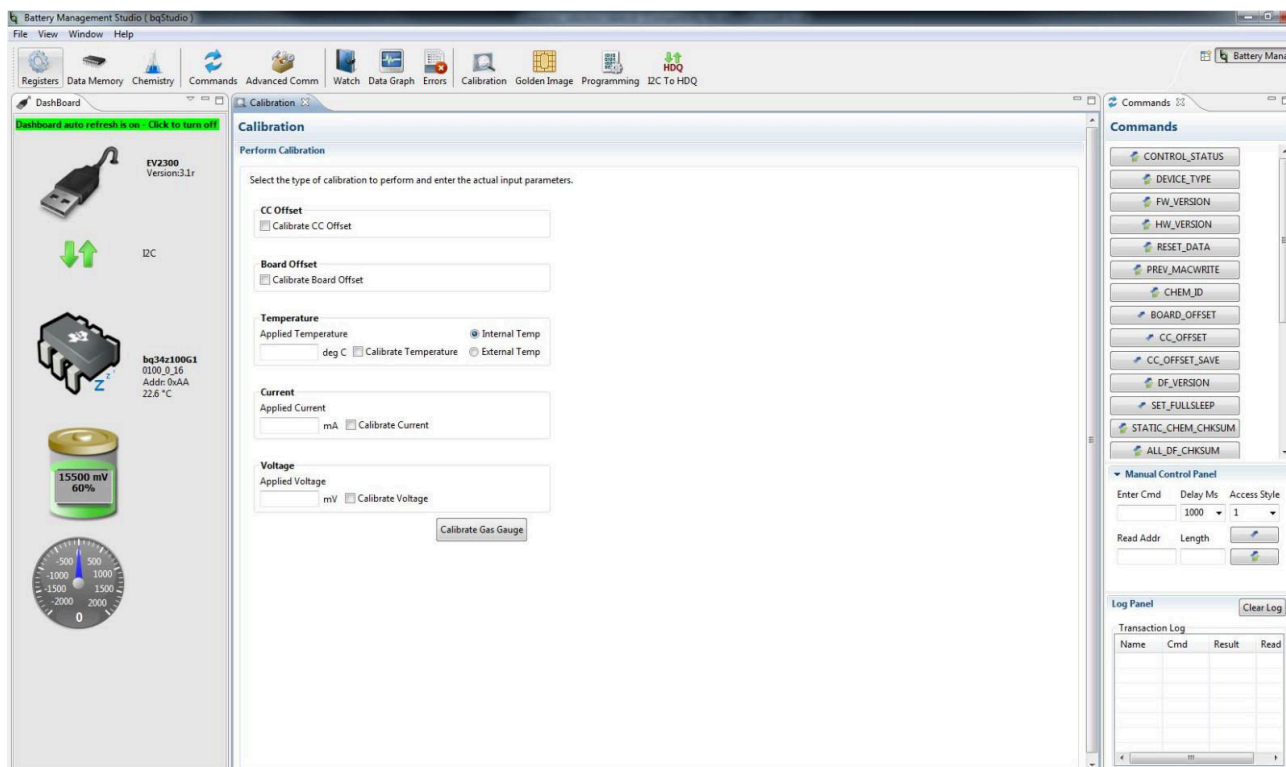 Battery Management Studio ( bqStudio )
File View Window Help
Registers Data Memory Chemistry Commands Advanced Comm Watch Data Graph Errors Calibration Golden Image Programming I2C To HDQ
HDQ
Battery Mana
DashBoard
Dashboard auto refresh is on - Click to turn off
EV2300
Version:3.1r
I2C
bq34z100G1
0100_0_16
Addr: 0xAA
22.6 °C
15500 mV
60%
-500 500
-1000 1000
-1500 1500
-2000 2000
0
Calibration
Calibration
Perform Calibration
Select the type of calibration to perform and enter the actual input parameters.
CC Offset
Calibrate CC Offset
Board Offset
Calibrate Board Offset
Temperature
Applied Temperature Internal Temp
deg C Calibrate Temperature External Temp
Current
Applied Current
mA Calibrate Current
Voltage
Applied Voltage
mV Calibrate Voltage
Calibrate Gas Gauge
Commands
Commands
CONTROL_STATUS
DEVICE_TYPE
FW_VERSION
HW_VERSION
RESET_DATA
PREV_MACWRITE
CHEM_ID
BOARD_OFFSET
CC_OFFSET
CC_OFFSET_SAVE
DF_VERSION
SET_FULLSLEEP
STATIC_CHEM_CHKSUM
ALL_DF_CHKSUM
Manual Control Panel
Enter Cmd Delay Ms Access Style
1000 1
Read Addr Length
Log Panel Clear Log
Transaction Log
Name Cmd Result Read